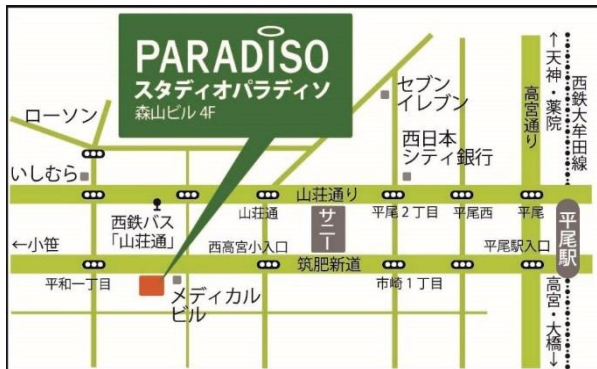 PARADISO
スタディオパラディソ
森山ビル 4F
ローソン
いしむら
西鉄バス
「山荘通」
←小笹
平和一丁目
メディカル
ビル
山荘通
西高宮小入口
サニー
山荘通り
筑肥新道
セブン
イレブン
西日本
シティ銀行
平尾2丁目
平尾西
平尾
市崎1丁目
平尾駅入口
高宮通り
←天神・薬院
西鉄大牟田線
平尾駅
高宮・大橋→